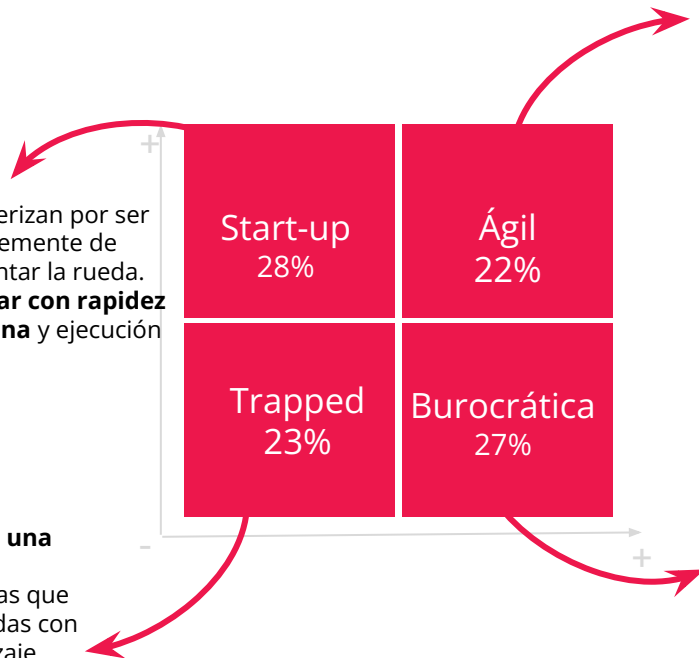 +
erizan por ser
emente de
ntar la rueda.
ar con rapidez
na y ejecución
Start-up
28%
Ágil
22%
Trapped
23%
Burocrática
27%
una
-
+
as que
das con
zaje